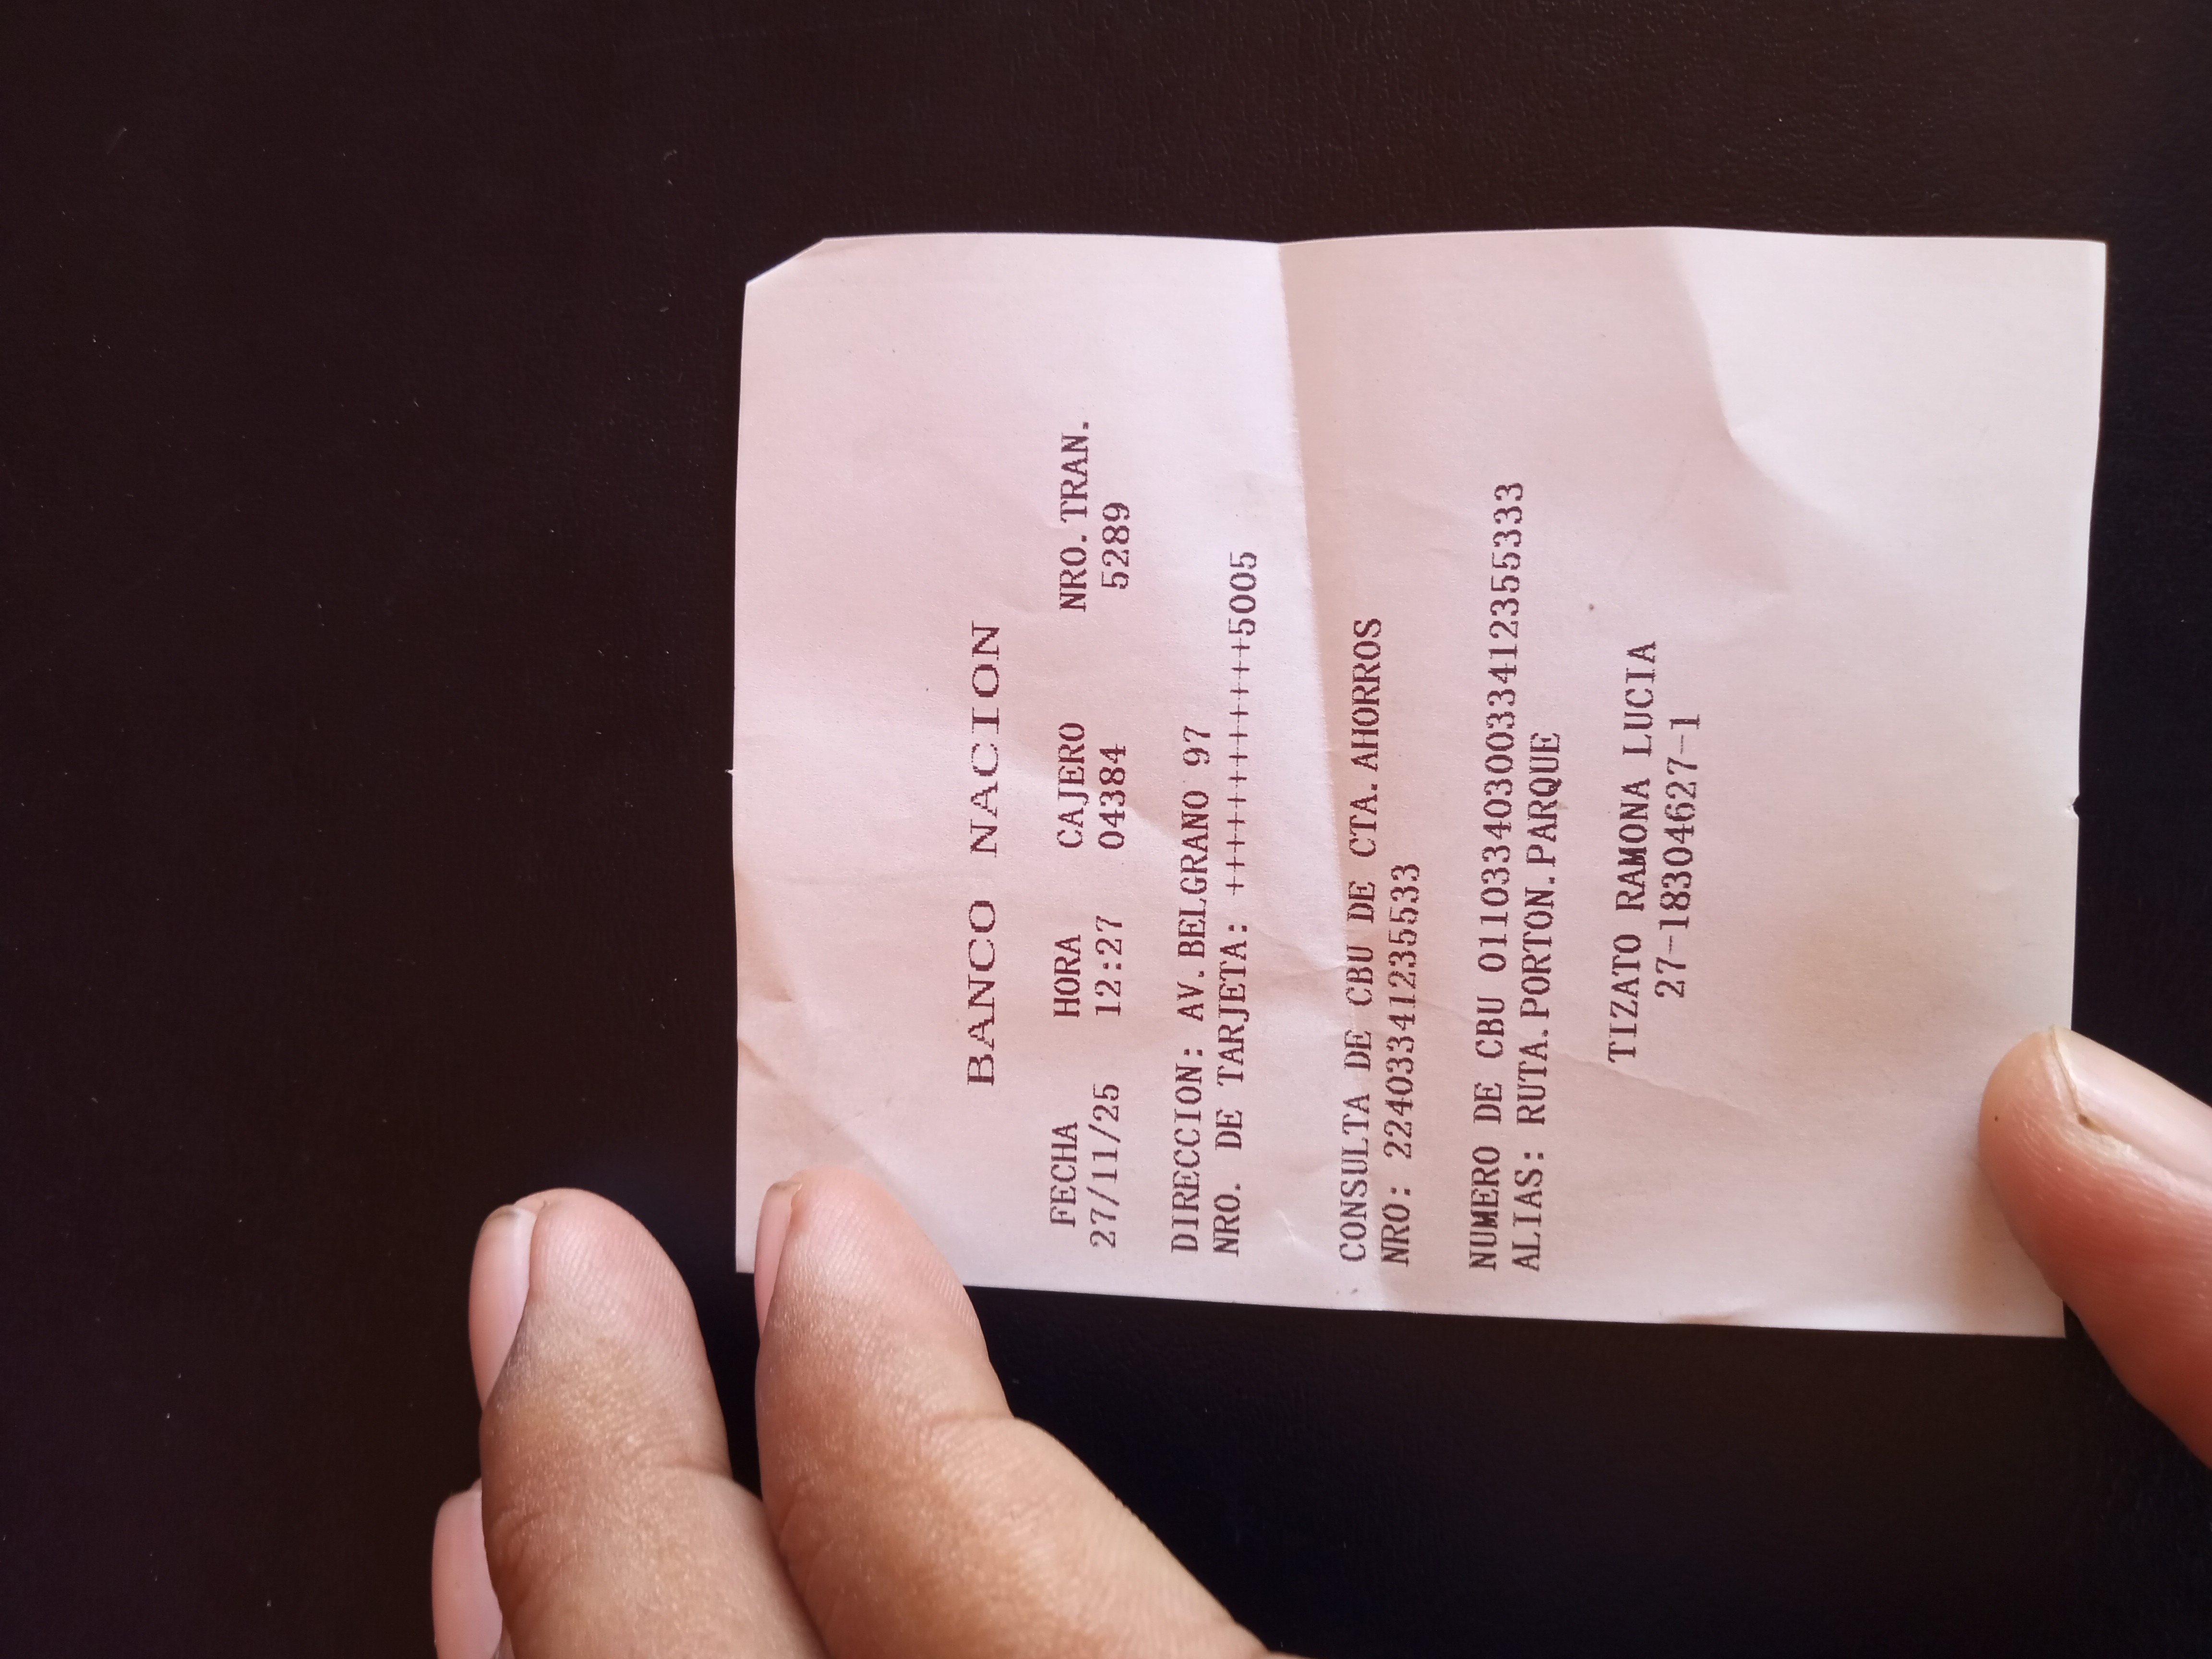 BANCO NACION
FECHA HORA CAJERO NRO.TRAN.
27/11/25 12:27 04384 5289
DIRECCION: AV.BELGRANO 97
NRO. DE TARJETA: ++++++++++++5005
CONSULTA DE CBU DE CTA.AHORROS
NRO: 22403341235533
NUMERO DE CBU 0110334030033412355333
ALIAS: RUTA.PORTON.PARQUE
TIZATO RAMONA LUCIA
27-18304627-1